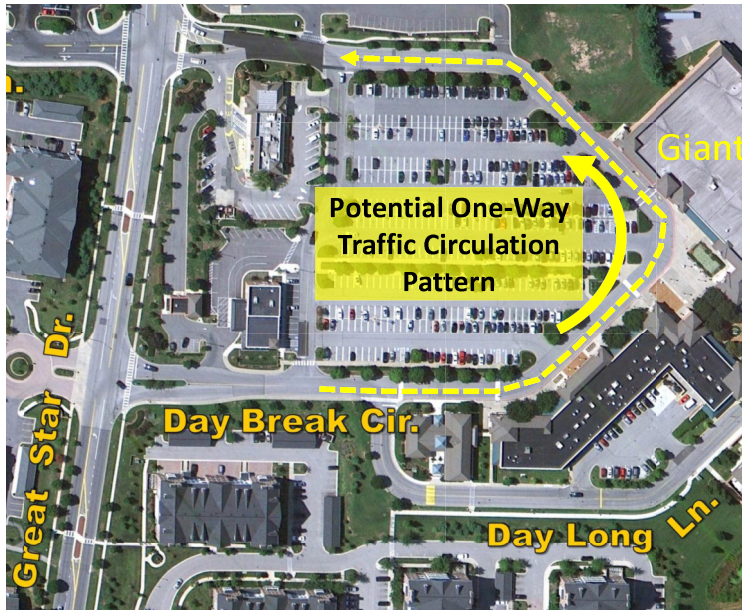 n.
Giant
Potential One-Way
Traffic Circulation
Pattern
Great Star Dr.
Day Break Cir.
Day Long Ln.